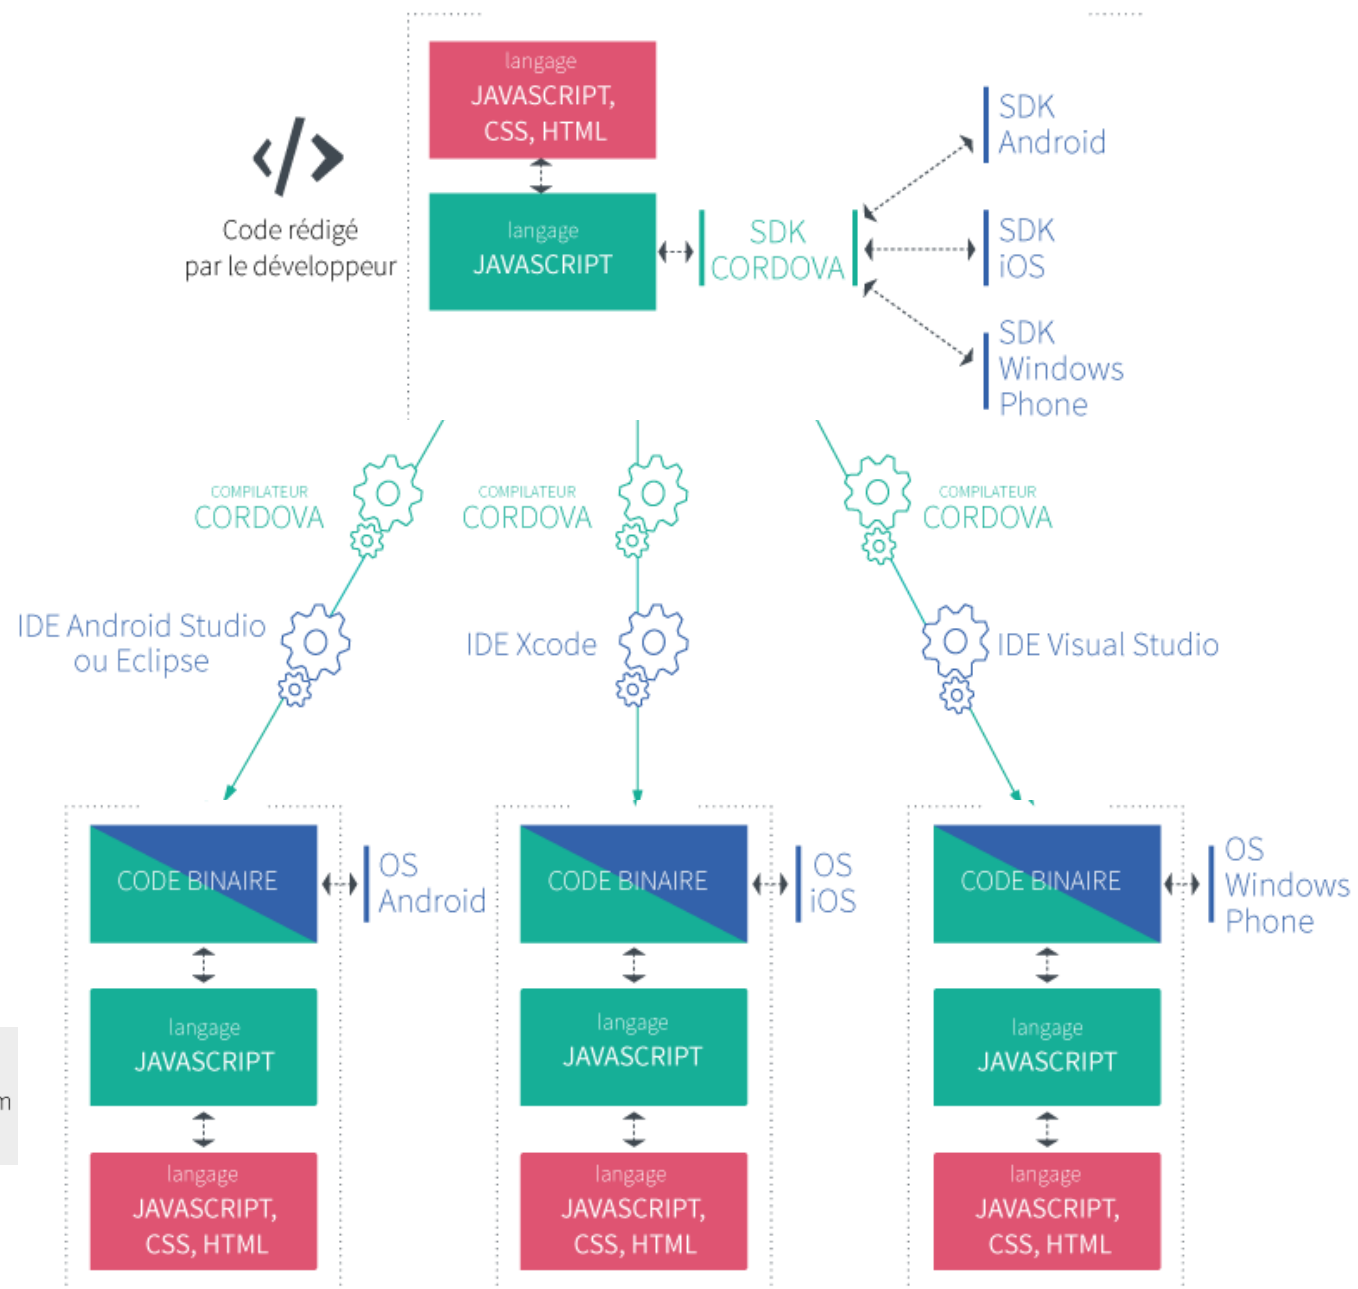 langage
JAVASCRIPT,
CSS, HTML
Code rédigé
par le développeur
langage
JAVASCRIPT
SDK
CORDOVA
SDK
Android
SDK
iOS
SDK
Windows
Phone
COMPILATEUR
CORDOVA
COMPILATEUR
CORDOVA
COMPILATEUR
CORDOVA
IDE Android Studio
ou Eclipse
IDE Xcode
IDE Visual Studio
CODE BINAIRE
OS
Android
CODE BINAIRE
OS
iOS
CODE BINAIRE
OS
Windows
Phone
langage
JAVASCRIPT
langage
JAVASCRIPT
langage
JAVASCRIPT
langage
JAVASCRIPT,
CSS, HTML
langage
JAVASCRIPT,
CSS, HTML
langage
JAVASCRIPT,
CSS, HTML